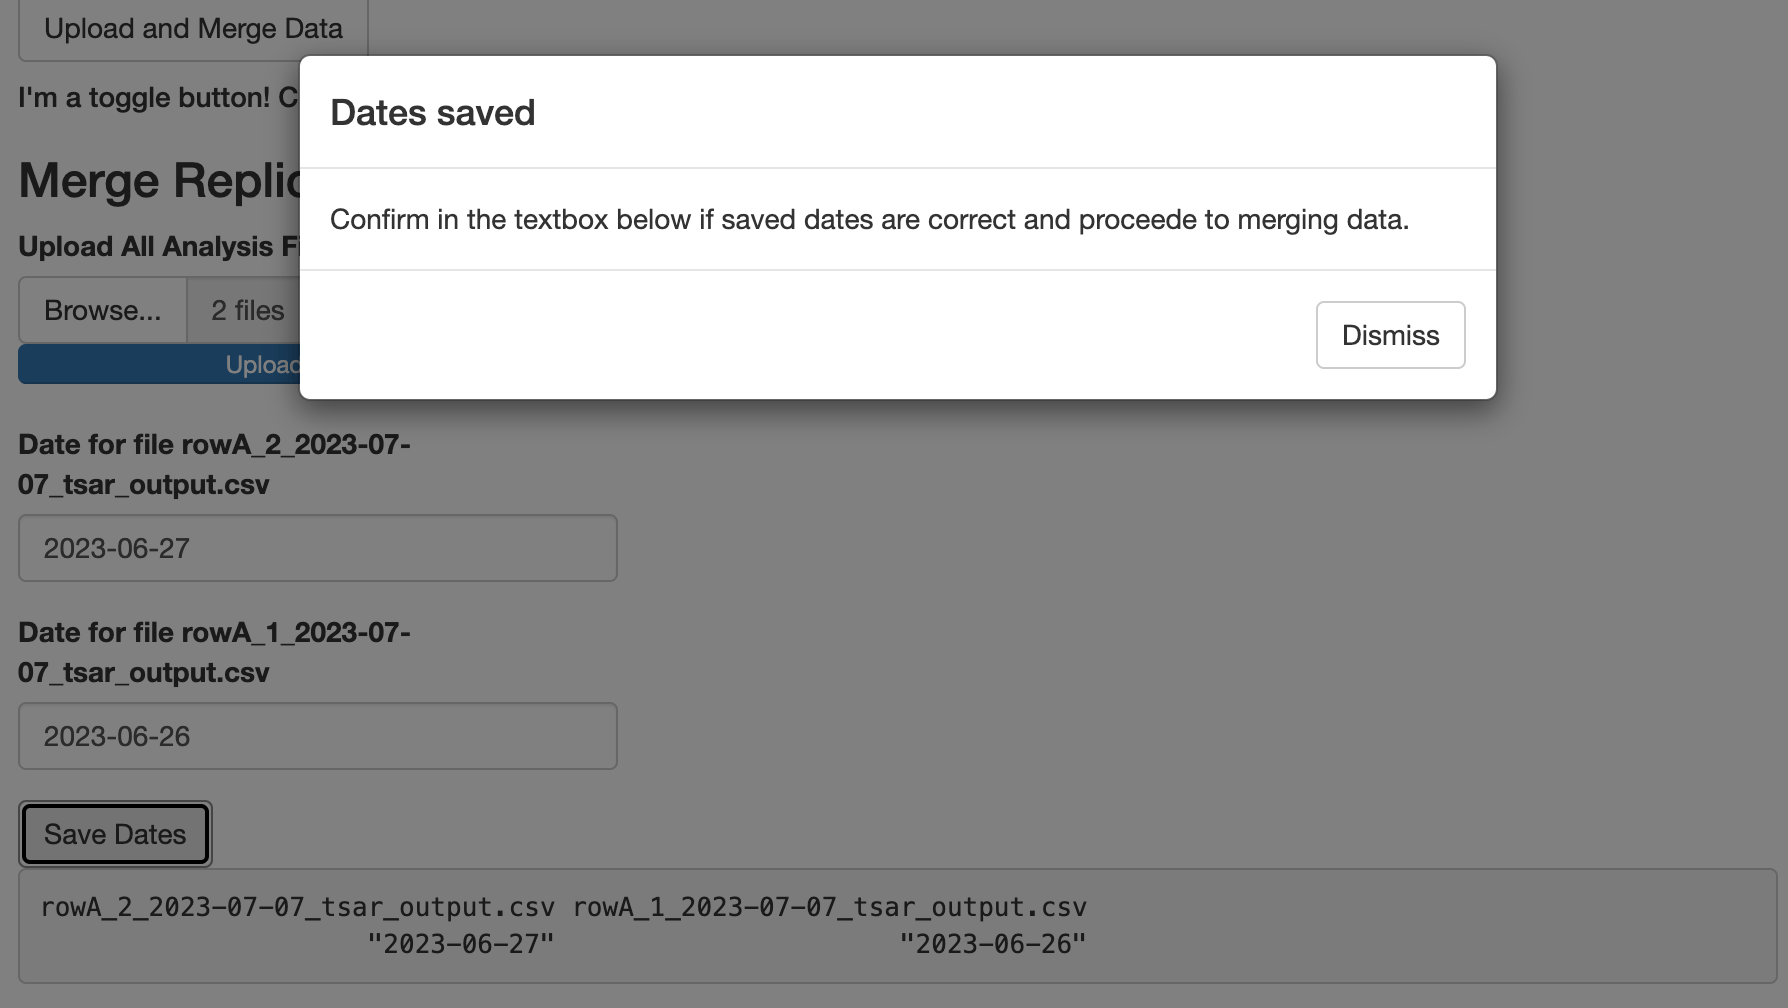 Upload and Merge Data
I'm a toggle button!
Dates saved
Merge
Confirm in the textbox below if saved dates are correct and proceede to merging data.
Upload All Analysis
Browse...
2 files
Dismiss
Upload
Date for file rowA_2_2023-07-
07_tsar_output.csv
2023-06-27
Date for file rowA_1_2023-07-
07_tsar_output.csv
2023-06-26
Save Dates
rowA_2_2023-07-07_tsar_output.csv rowA_1_2023-07-07_tsar_output.csv
"2023-06-27" "2023-06-26"